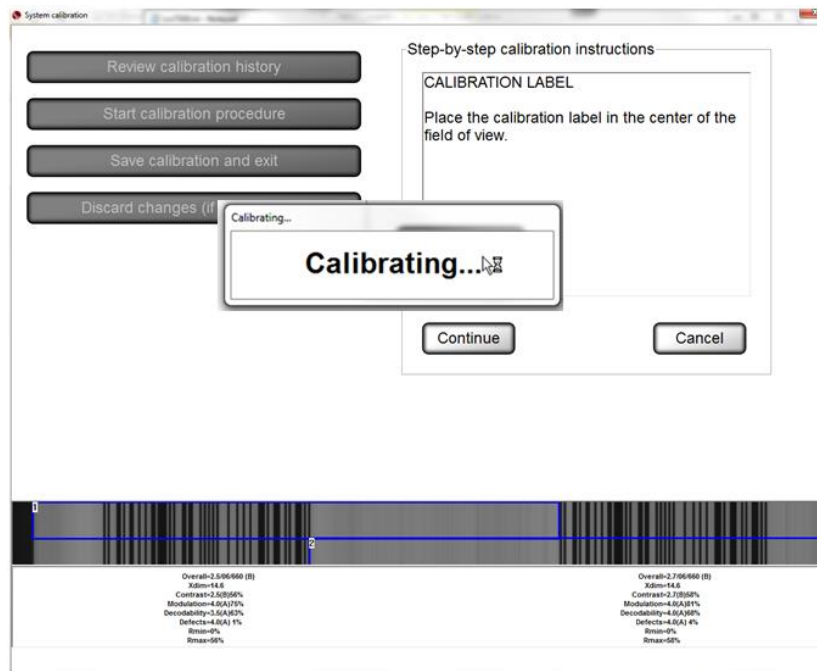 System calibration
Review calibration history
Start calibration procedure
Save calibration and exit
Discard changes (if
Step-by-step calibration instructions
CALIBRATION LABEL
Place the calibration label in the center of the
field of view.
Calibrating...
Calibrating...
Continue
Cancel
1
2
Overall=2.5/06/660 (B)
Xdim=14.6
Contrast=2.5(B)56%
Modulation=4.0(A)75%
Decodability=3.5(A)63%
Defects=4.0(A) 1%
Rmin=0%
Rmax=56%
Overall=2.7/06/660 (B)
Xdim=14.6
Contrast=2.7(B)58%
Modulation=4.0(A)81%
Decodability=4.0(A)68%
Defects=4.0(A) 4%
Rmin=0%
Rmax=58%